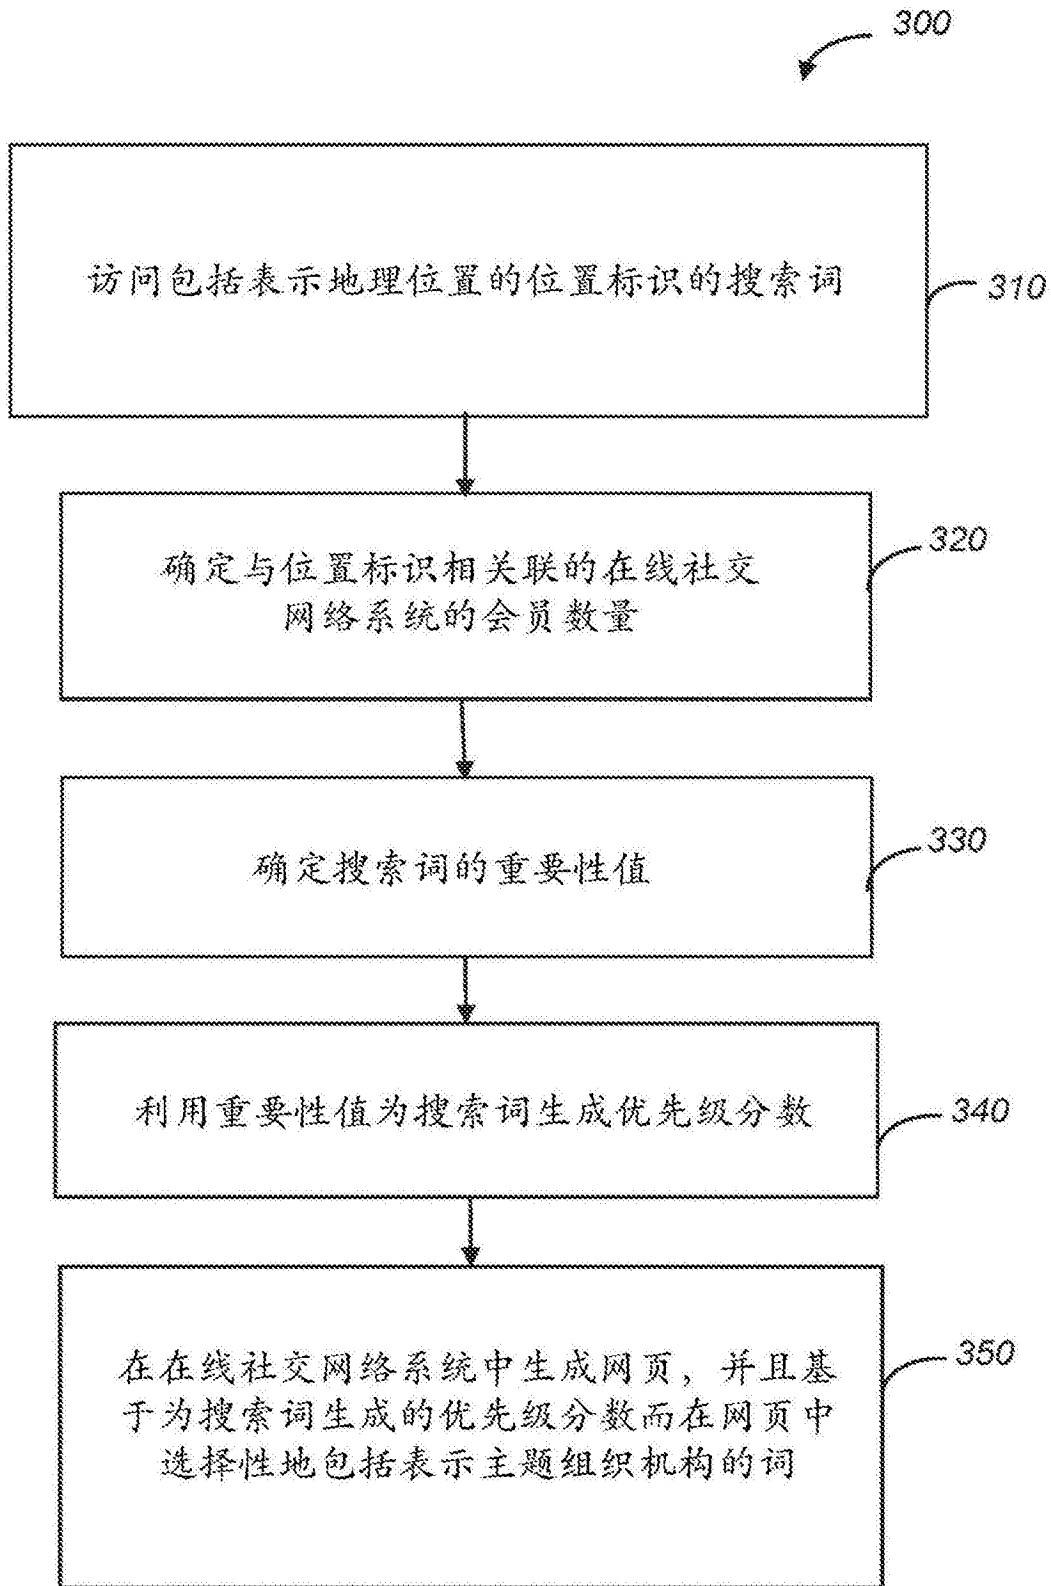 300
访问包括表示地理位置的位置标识的搜索词
310
确定与位置标识相关联的在线社交
网络系统的会员数量
320
确定搜索词的重要性值
330
利用重要性值为搜索词生成优先级分数
340
在在线社交网络系统中生成网页，并且基
于为搜索词生成的优先级分数而在网页中
选择性地包括表示主题组织机构的词
350